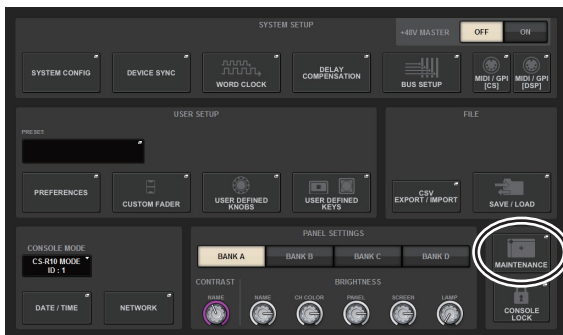 SYSTEM SETUP
+48V MASTER
OFF
ON
SYSTEM CONFIG
DEVICE SYNC
WORD CLOCK
DELAY
COMPENSATION
BUS SETUP
MIDI / GPI
[CS]
MIDI / GPI
[DSP]
USER SETUP
FILE
PRESET
PREFERENCES
CUSTOM FADER
USER DEFINED
KNOBS
USER DEFINED
KEYS
CSV
EXPORT / IMPORT
SAVE / LOAD
PANEL SETTINGS
CONSOLE MODE
CS-R10 MODE
ID : 1
BANK A
BANK B
BANK C
BANK D
MAINTENANCE
CONTRAST
BRIGHTNESS
NAME
NAME
CH COLOR
PANEL
SCREEN
LAMP
DATE / TIME
NETWORK
CONSOLE
LOCK